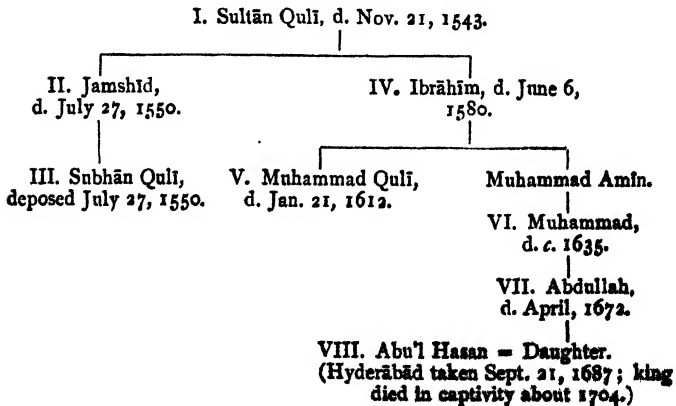 I. Sultān Qulī, d. Nov. 21, 1543.
II. Jamshīd,
d. July 27, 1550.
IV. Ibrāhīm, d. June 6,
1580.
III. Subhān Qulī,
deposed July 27, 1550.
V. Muhammad Qulī,
d. Jan. 21, 1612.
Muhammad Amīn.
VI. Muhammad,
d. c. 1635.
VII. Abdullah,
d. April, 1672.
VIII. Abu'l Hasan = Daughter.
(Hyderābād taken Sept. 21, 1687; king
died in captivity about 1704.)